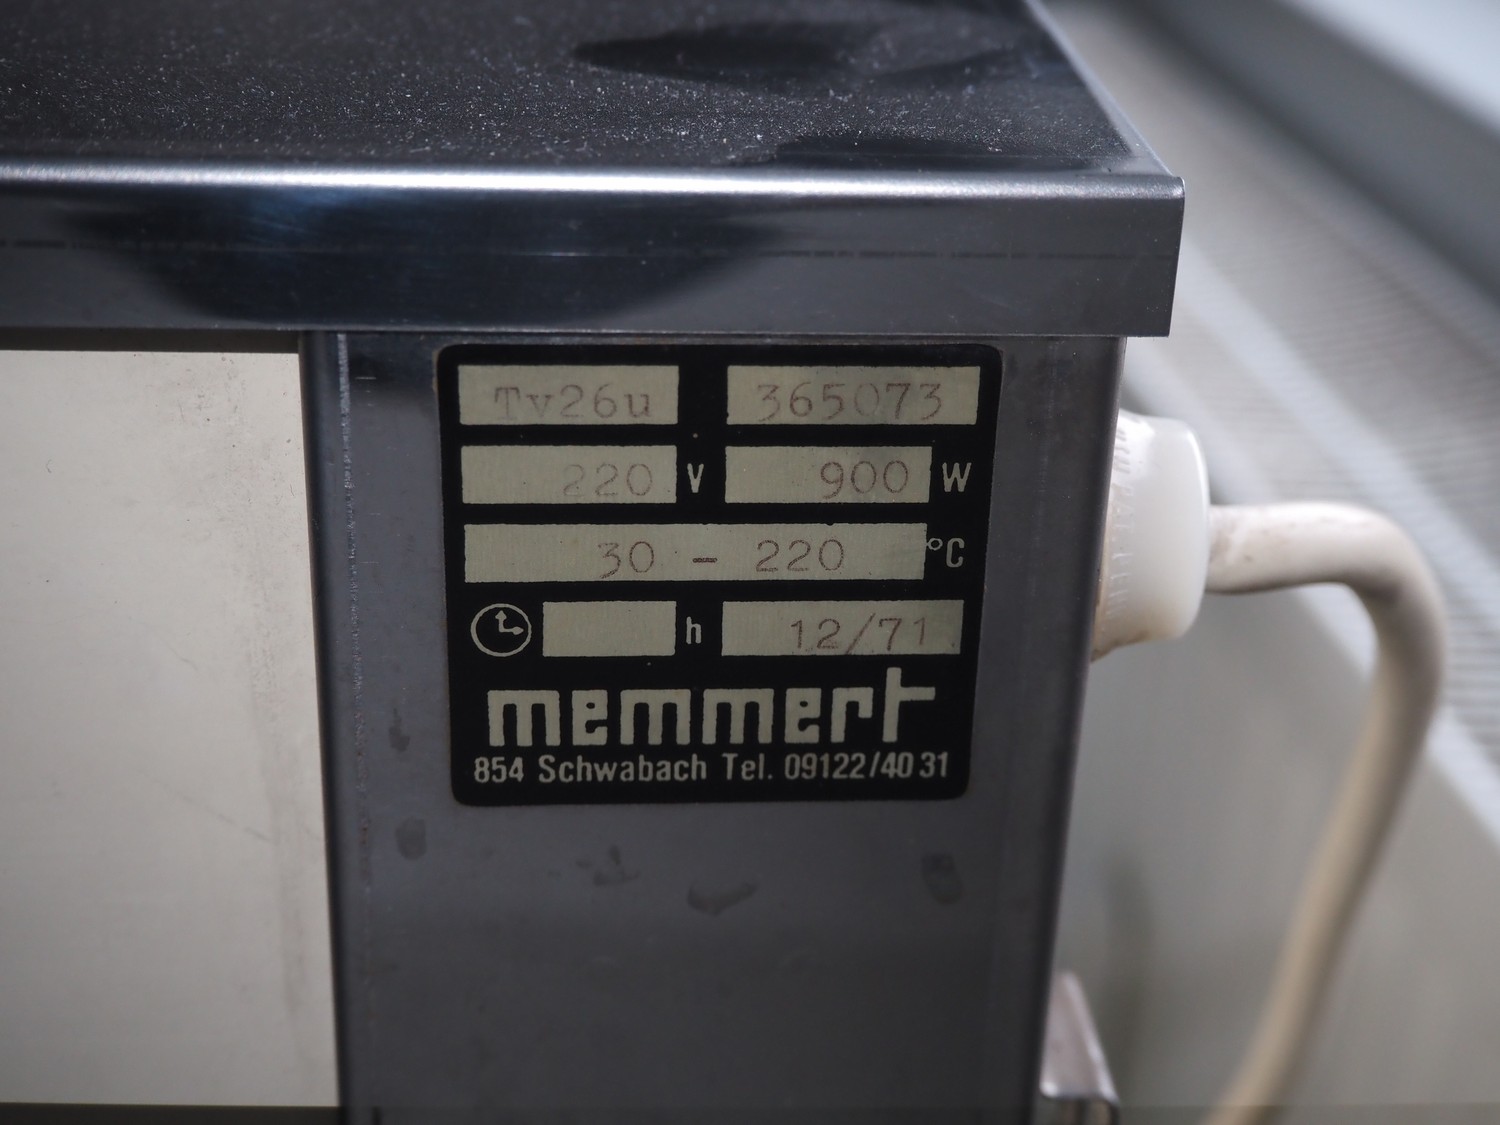 Tv26u 365073
220 V 900 W
30 - 220 °C
h 12/71
memmert
854 Schwabach Tel. 09122/40 31